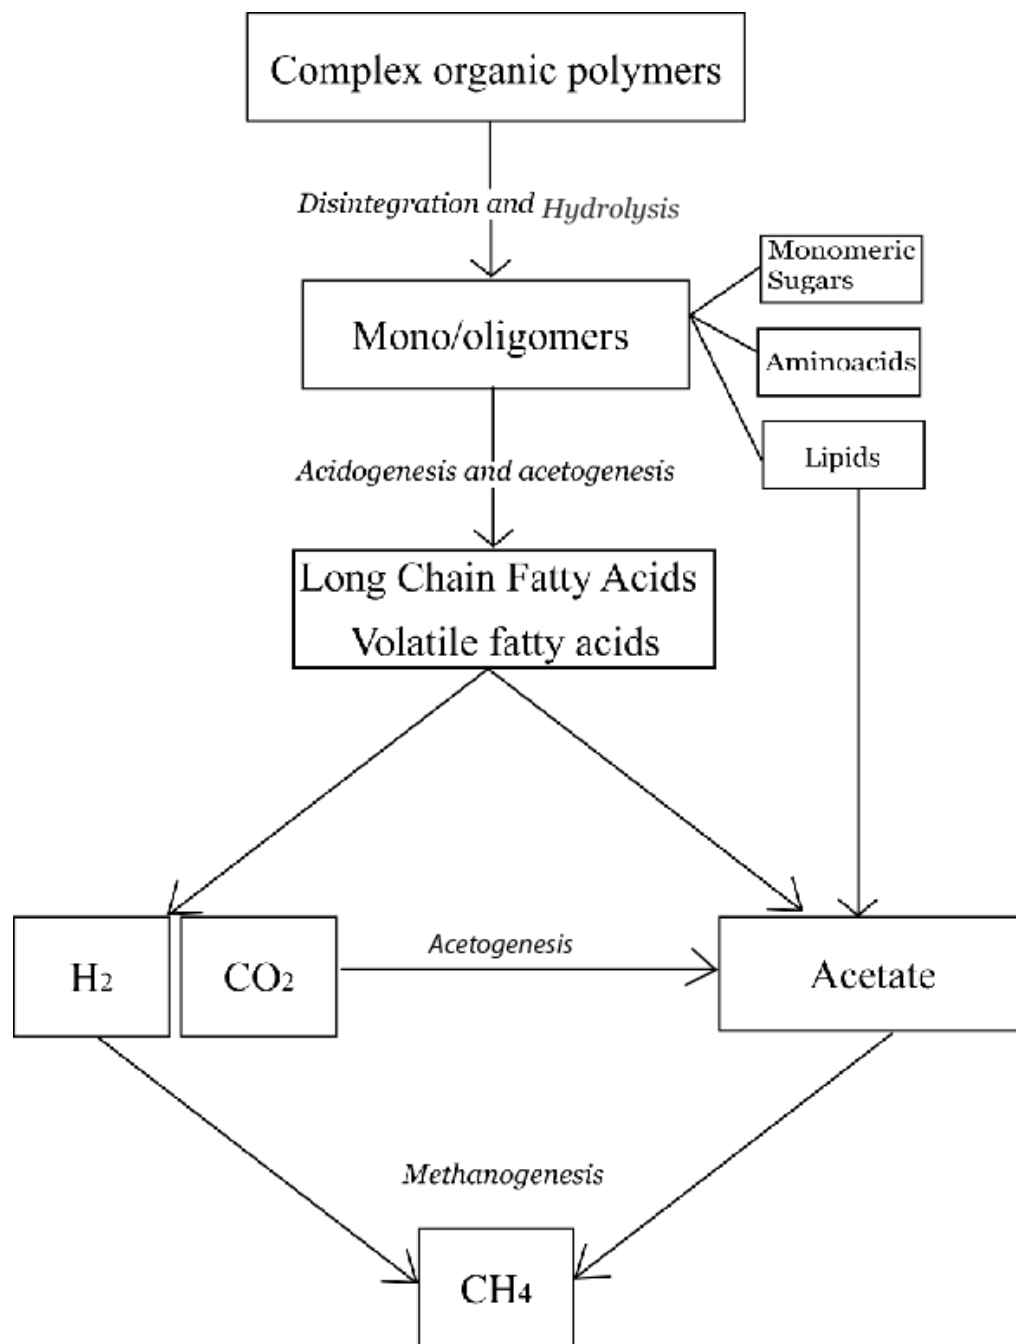 Complex organic polymers
Disintegration and Hydrolysis
Monomeric
Sugars
Mono/oligomers
Aminoacids
Lipids
Acidogenesis and acetogenesis
Long Chain Fatty Acids
Volatile fatty acids
H2
CO2
Acetogenesis
Acetate
Methanogenesis
CH4